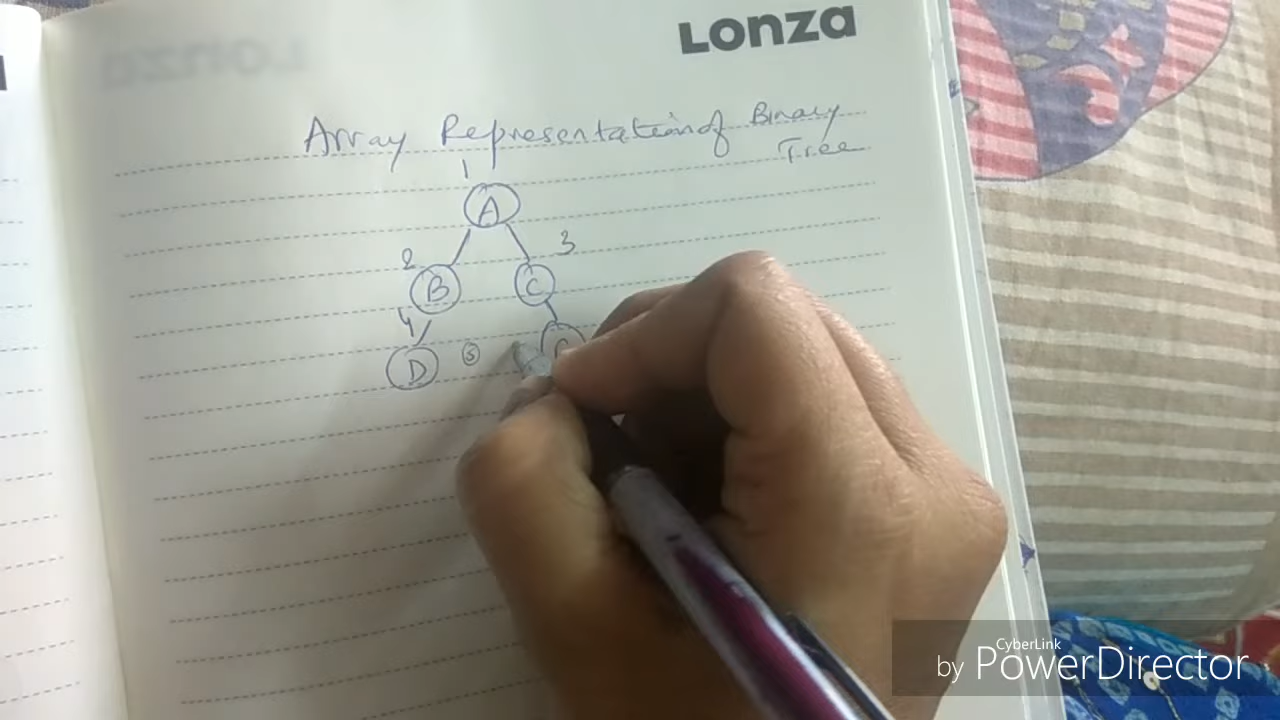 Lonza
Array Representation of Binary
Tree
1
A
2
3
B
C
4
D
5
CyberLink
by PowerDirector